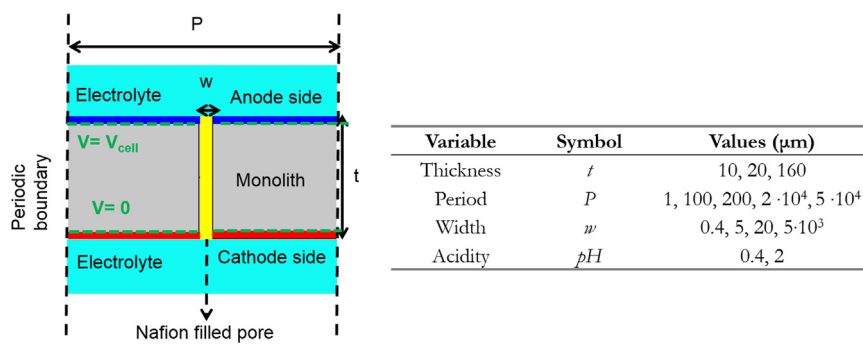 P
w
Electrolyte
Anode side
V= Vcell
Periodic
boundary
Monolith
t
V= 0
Electrolyte
Cathode side
Nafion filled pore
Variable Symbol Values (μm)
Thickness t 10, 20, 160
Period P 1, 100, 200, 2 ·10⁴, 5 ·10⁴
Width w 0.4, 5, 20, 5·10³
Acidity pH 0.4, 2